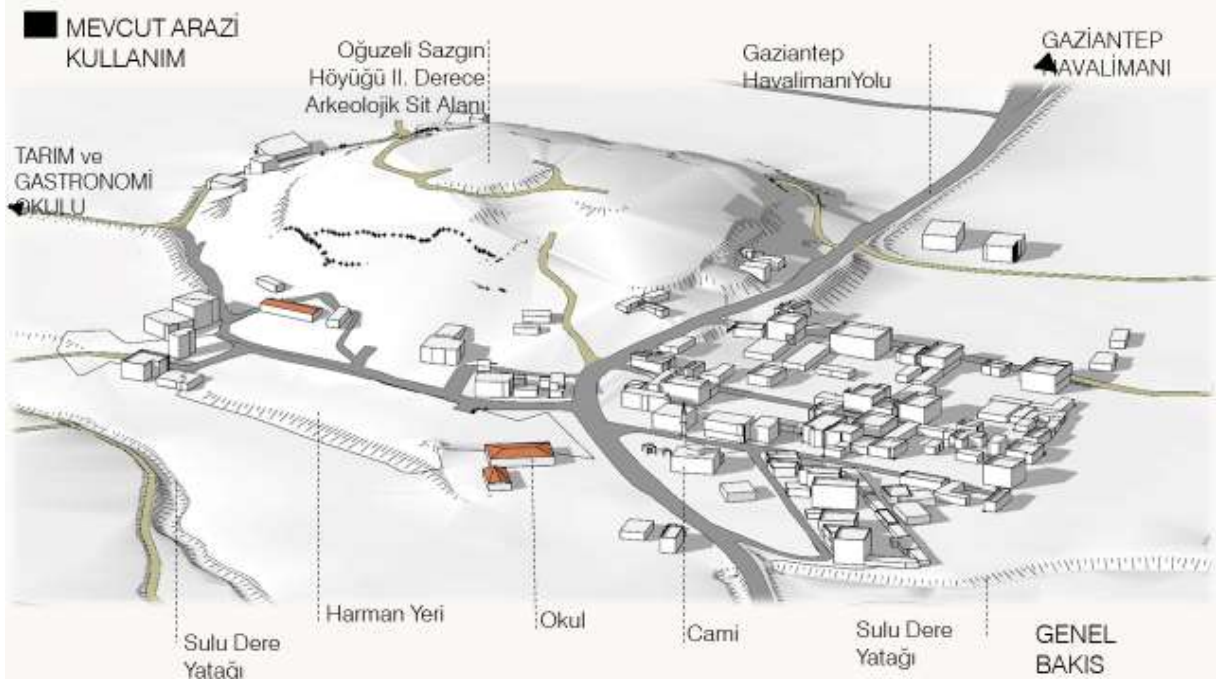 MEVCUT ARAZİ
KULLANIM
Oğuzeli Sazgın
Höyüğü II. Derece
Arkeolojik Sit Alanı
Gaziantep
HavalimanıYolu
GAZİANTEP
HAVALİMANI
TARIM ve
GASTRONOMİ
OKULU
Sulu Dere
Yatağı
Harman Yeri
Okul
Cami
Sulu Dere
Yatağı
GENEL
BAKIS